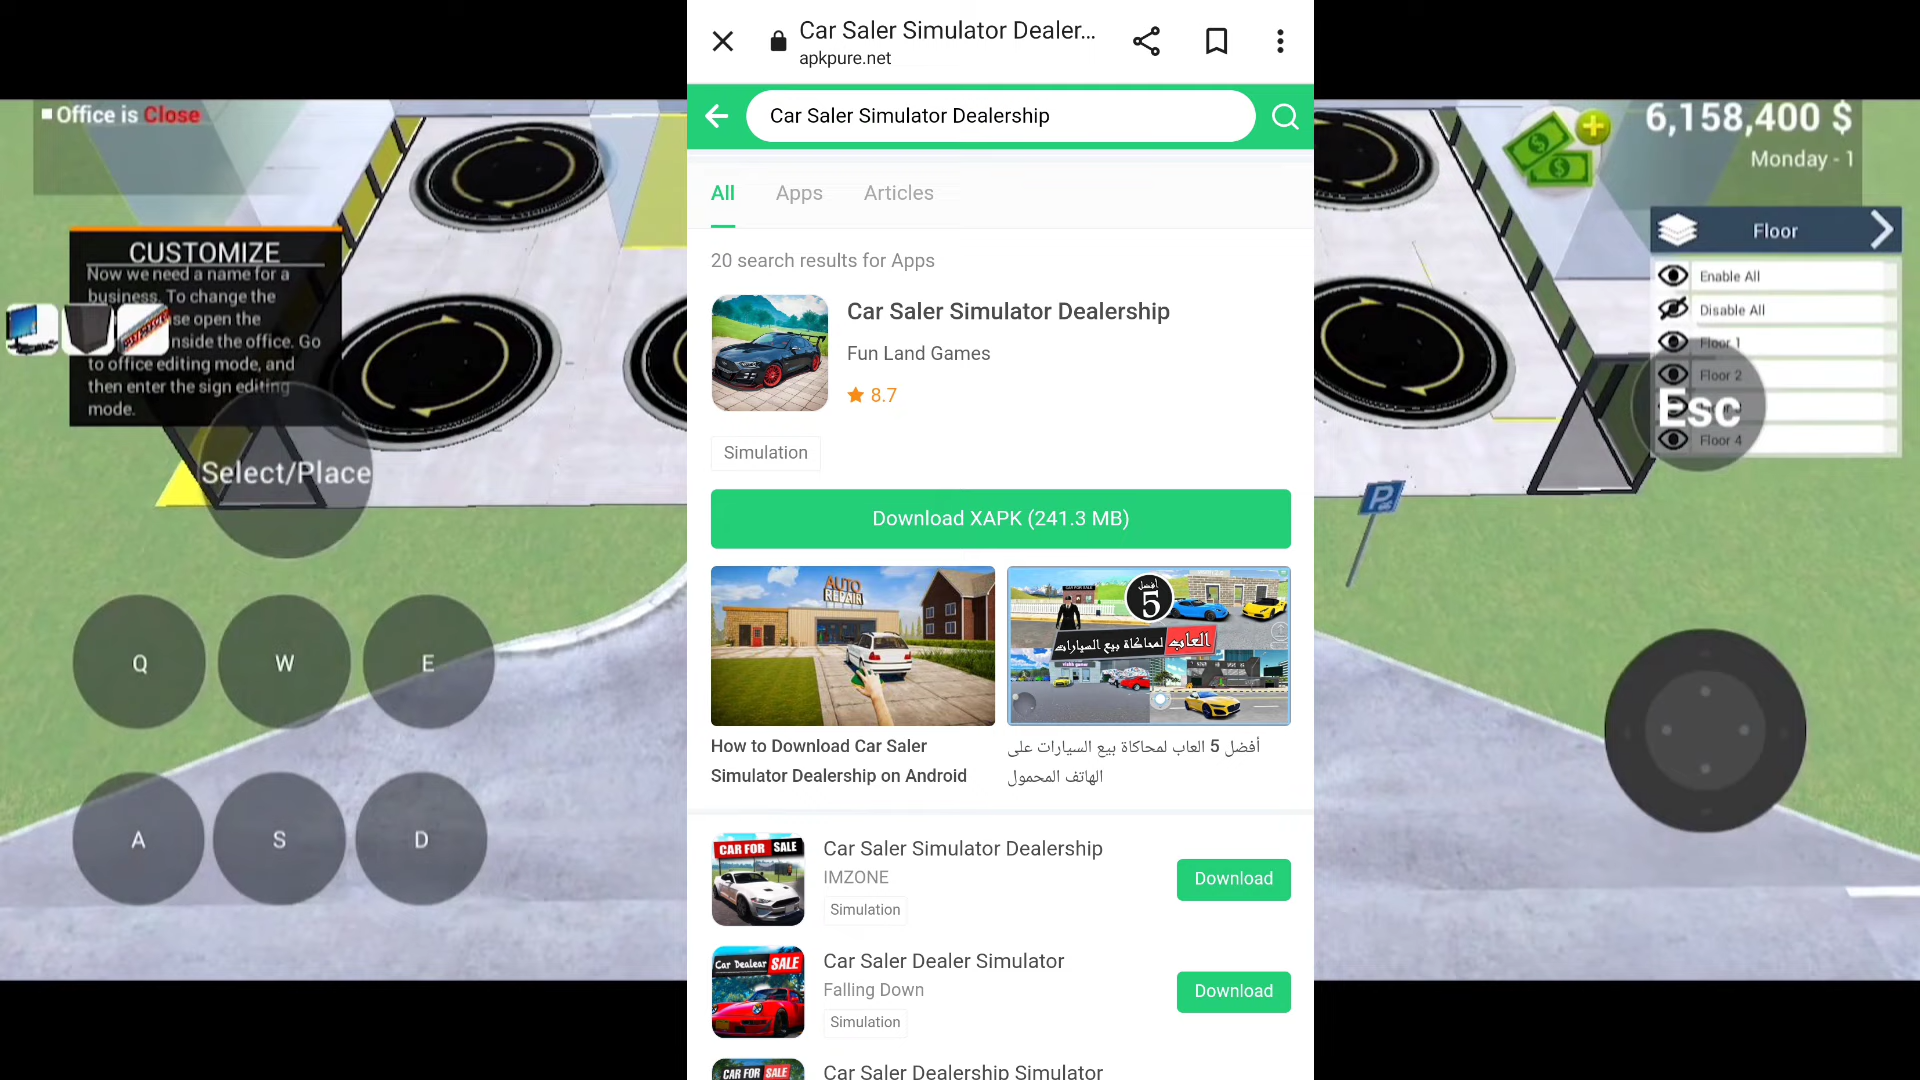 Car Saler Simulator Dealer...
apkpure.net
Car Saler Simulator Dealership
All Apps Articles
20 search results for Apps
Car Saler Simulator Dealership
Fun Land Games
8.7
Simulation
Download XAPK (241.3 MB)
AUTO
REPAIR
أفضل
5
العاب لمحاكاة بيع السيارات
How to Download Car Saler
Simulator Dealership on Android
أفضل 5 العاب لمحاكاة بيع السيارات على
الهاتف المحمول
CAR FOR SALE
Car Saler Simulator Dealership
IMZONE
Simulation
Download
Car Dealear SALE
Car Saler Dealer Simulator
Falling Down
Simulation
Download
CAR FOR SALE
Car Saler Dealership Simulator
Office is Close
CUSTOMIZE
Now we need a name for a
business. To change the
se open the
nside the office. Go
to office editing mode, and
then enter the sign editing
mode.
Select/Place
Q W E
A S D
6,158,400 $
Monday - 1
Floor
Enable All
Disable All
Floor 1
Floor 2
Esc
Floor 4
P